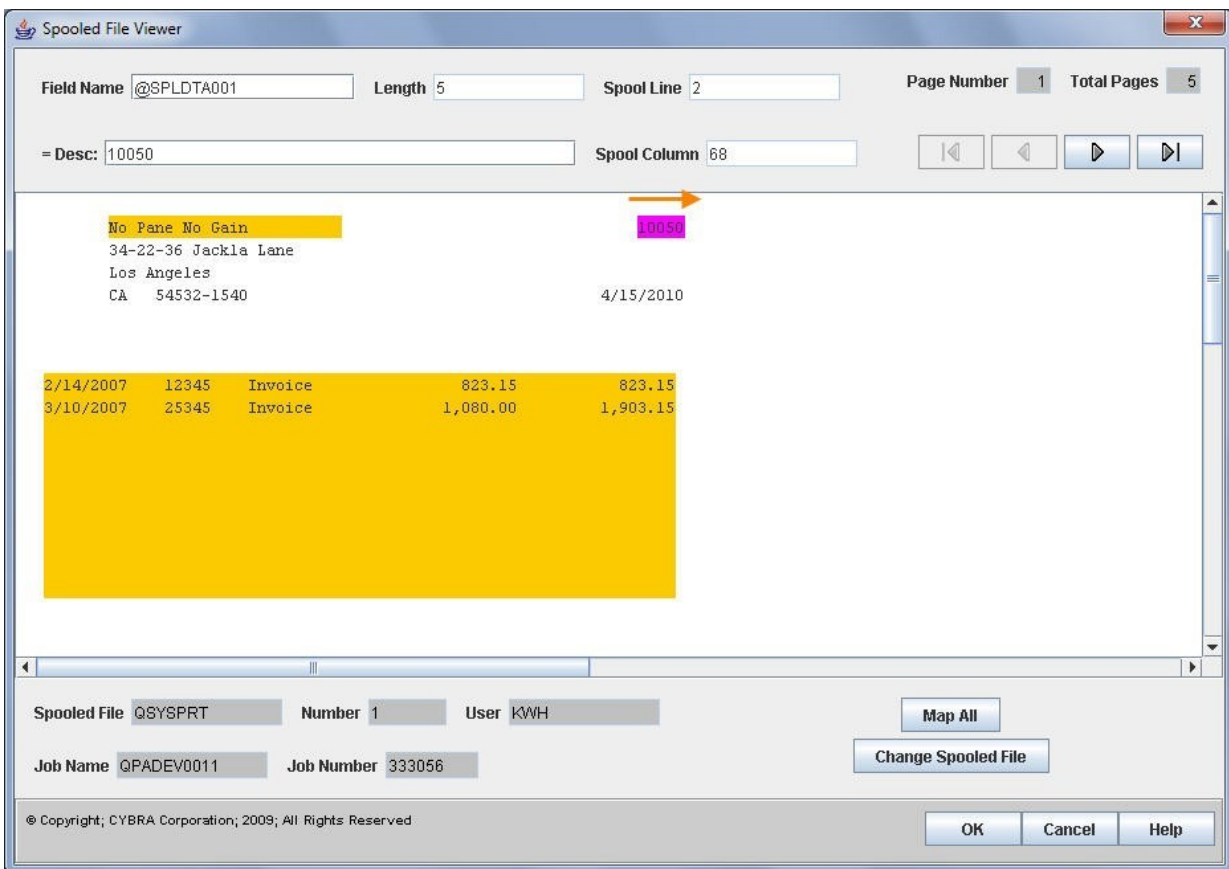 Spooled File Viewer
Field Name @SPLDTA001 Length 5 Spool Line 2 Page Number 1 Total Pages 5
= Desc: 10050 Spool Column 68
No Pane No Gain 10050
34-22-36 Jackla Lane
Los Angeles
CA 54532-1540 4/15/2010
2/14/2007 12345 Invoice 823.15 823.15
3/10/2007 25345 Invoice 1,080.00 1,903.15
Spooled File QSYSPRT Number 1 User KWH Map All
Job Name QPADEV0011 Job Number 333056 Change Spooled File
© Copyright; CYBRA Corporation; 2009; All Rights Reserved
OK Cancel Help